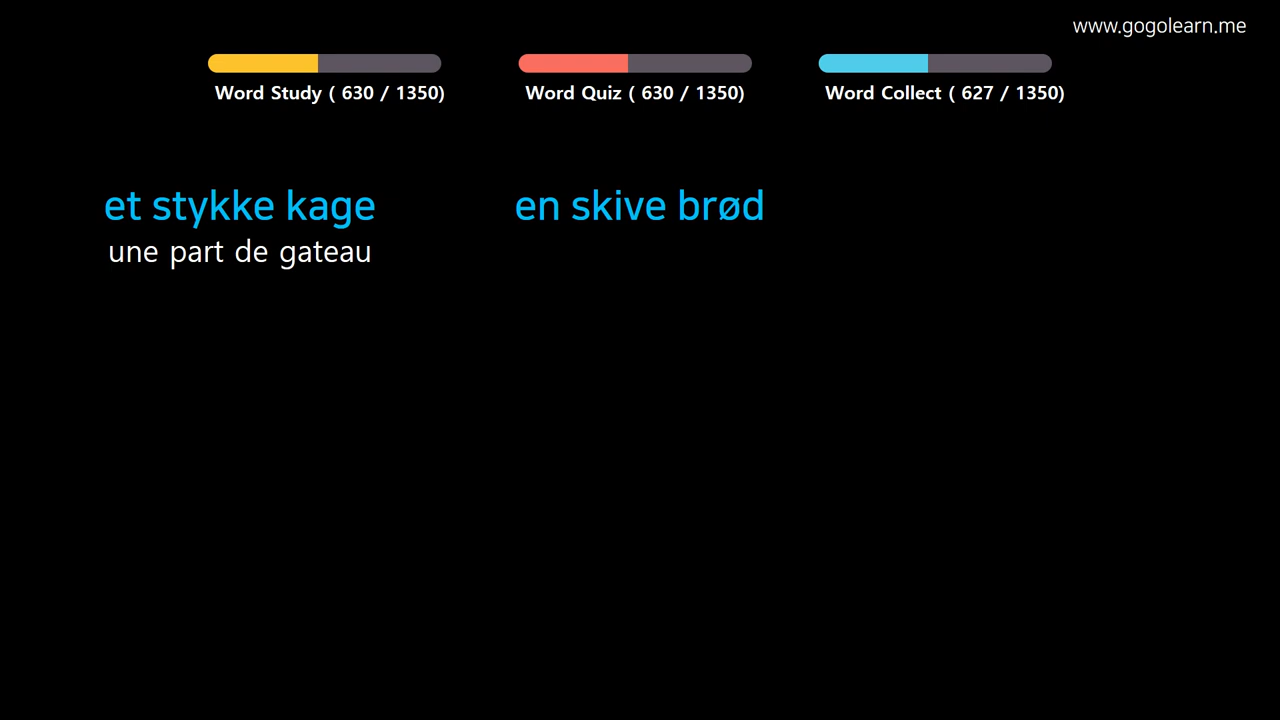 www.gogolearn.me
Word Study ( 630 / 1350)
Word Quiz ( 630 / 1350)
Word Collect ( 627 / 1350)
et stykke kage
une part de gateau
en skive brød